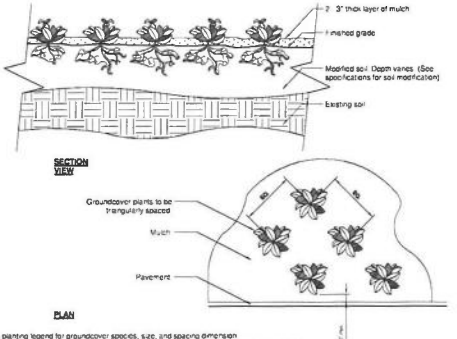 2 - 3" thick layer of mulch
Finished grade
Modified soil. Depth varies. (See
specifications for soil modification)
Existing soil
SECTION
VIEW
Groundcover plants to be
triangularly spaced
Mulch
Pavement
PLAN
planting legend for groundcover species, size, and spacing dimension